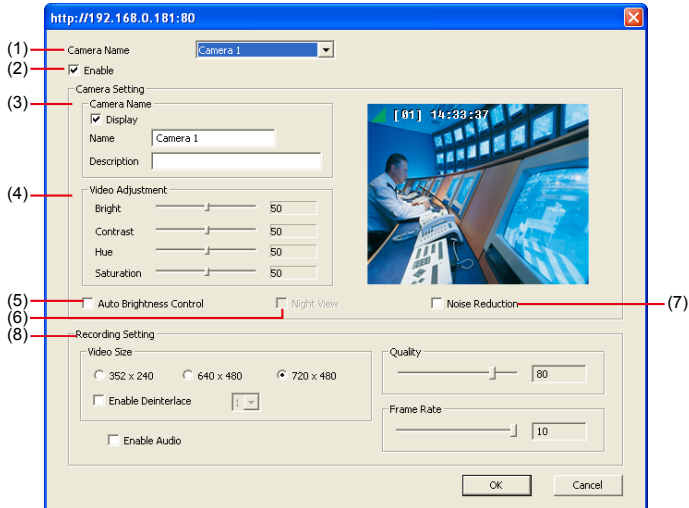 http://192.168.0.181:80
(1)
Camera Name
Camera 1
(2)
Enable
Camera Setting
(3)
Camera Name
Display
Name
Camera 1
Description
[01] 14:33:37
(4)
Video Adjustment
Bright
50
Contrast
50
Hue
50
Saturation
50
(5)
Auto Brightness Control
(6)
Night View
Noise Reduction
(7)
(8)
Recording Setting
Video Size
352 x 240
640 x 480
720 x 480
Enable Deinterlace
1
Enable Audio
Quality
80
Frame Rate
10
OK
Cancel